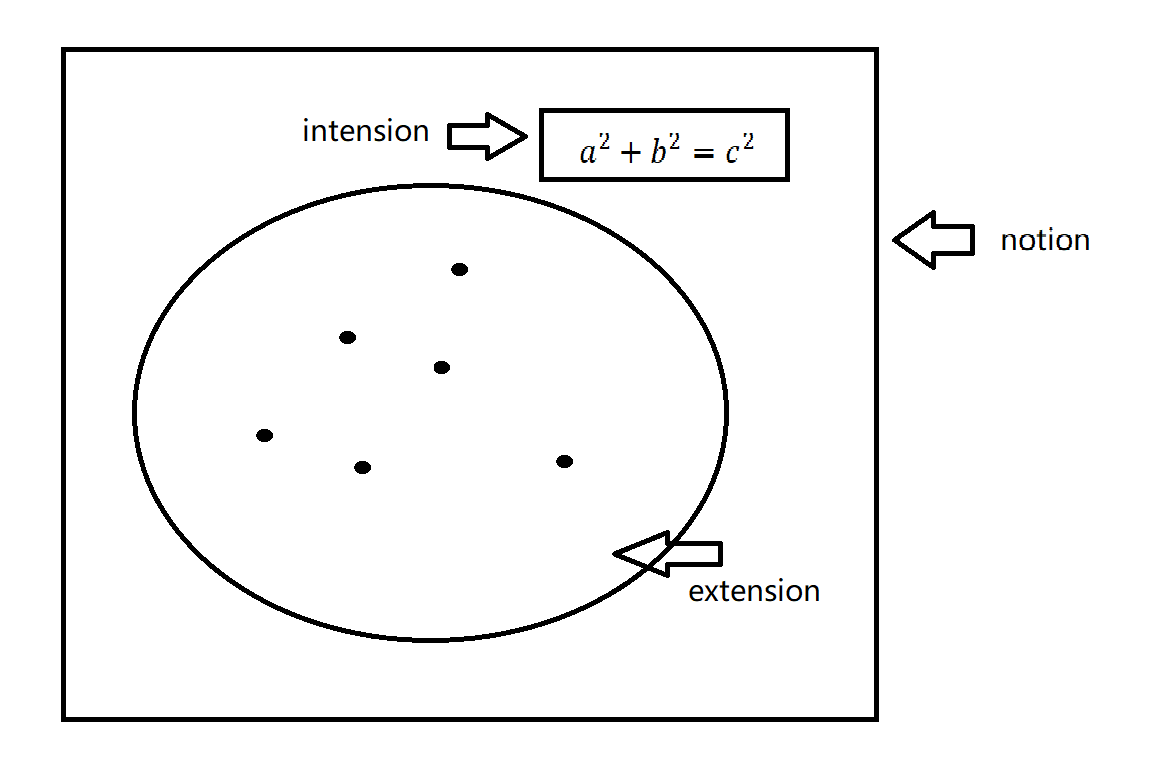 intension
a² + b² = c²
notion
extension